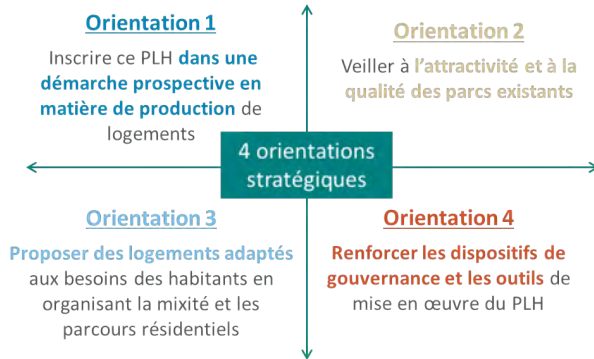 Orientation 1
Inscrire ce PLH dans une
démarche prospective en
matière de production de
logements
Orientation 2
Veiller à l'attractivité et à la
qualité des parcs existants
4 orientations
stratégiques
Orientation 3
Proposer des logements adaptés
aux besoins des habitants en
organisant la mixité et les
parcours résidentiels
Orientation 4
Renforcer les dispositifs de
gouvernance et les outils de
mise en œuvre du PLH